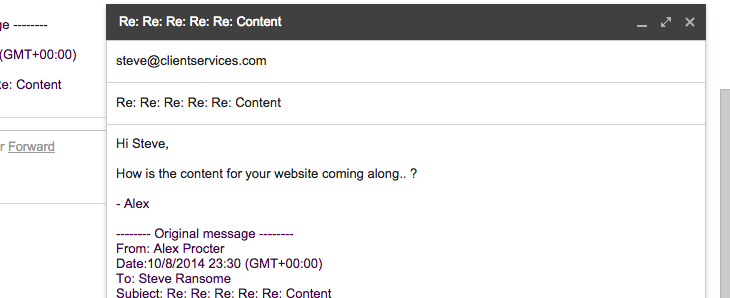 Re: Re: Re: Re: Re: Content
steve@clientservices.com
Re: Re: Re: Re: Re: Content
Hi Steve,
How is the content for your website coming along.. ?
- Alex
-------- Original message --------
From: Alex Procter
Date:10/8/2014 23:30 (GMT+00:00)
To: Steve Ransome
Subject: Re: Re: Re: Re: Re: Content
ge --------
(GMT+00:00)
Re: Content
r Forward